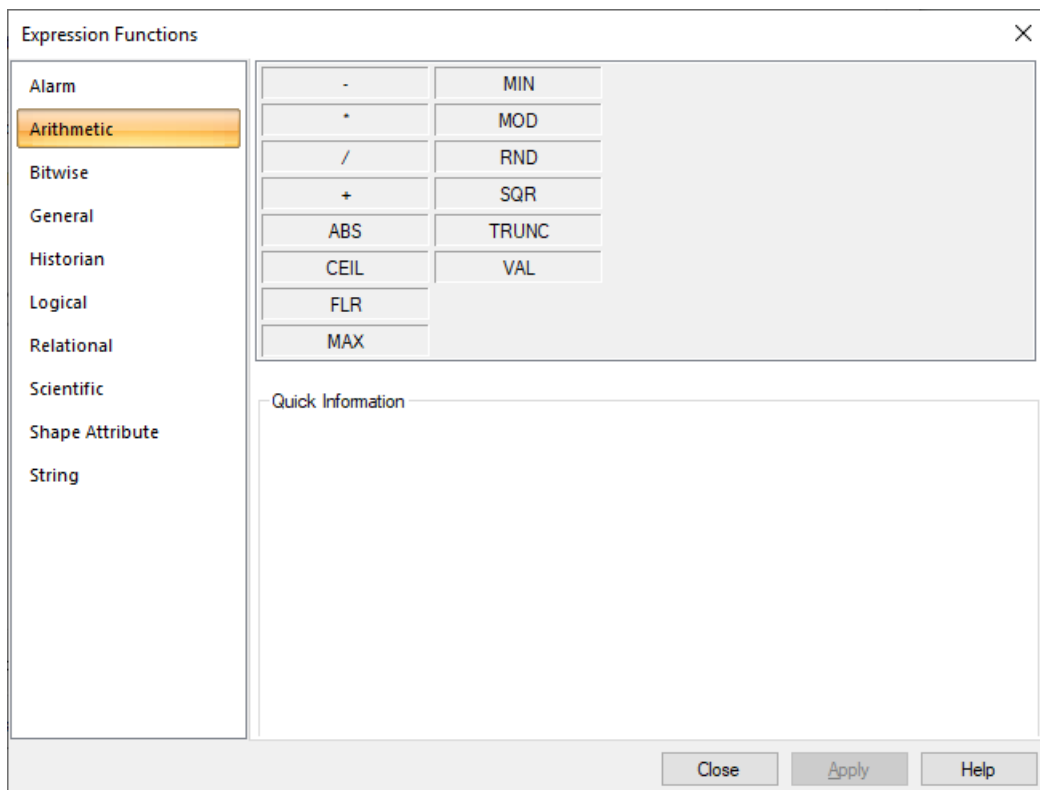 Expression Functions
Alarm
Arithmetic
Bitwise
General
Historian
Logical
Relational
Scientific
Shape Attribute
String
- MIN
* MOD
/ RND
+ SQR
ABS TRUNC
CEIL VAL
FLR
MAX
Quick Information
Close Apply Help